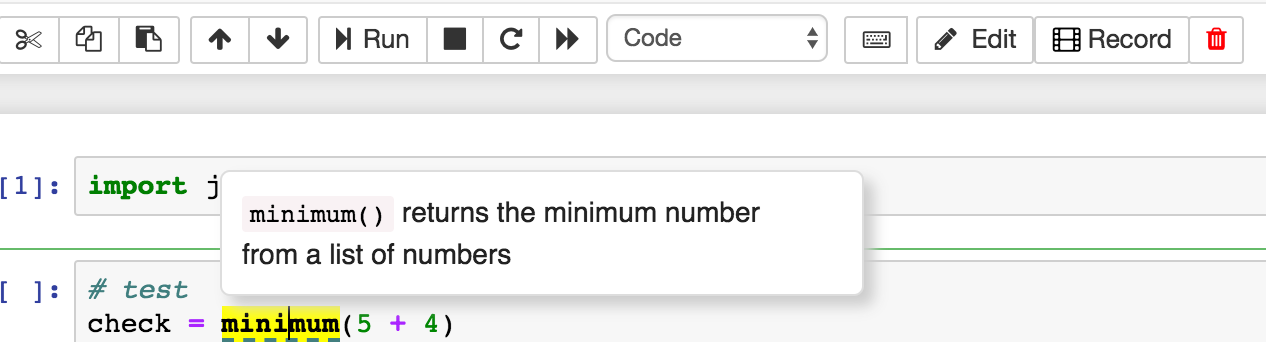 Run Code Edit Record
[1]: import j
minimum() returns the minimum number
from a list of numbers
[ ]: # test
check = minimum(5 + 4)